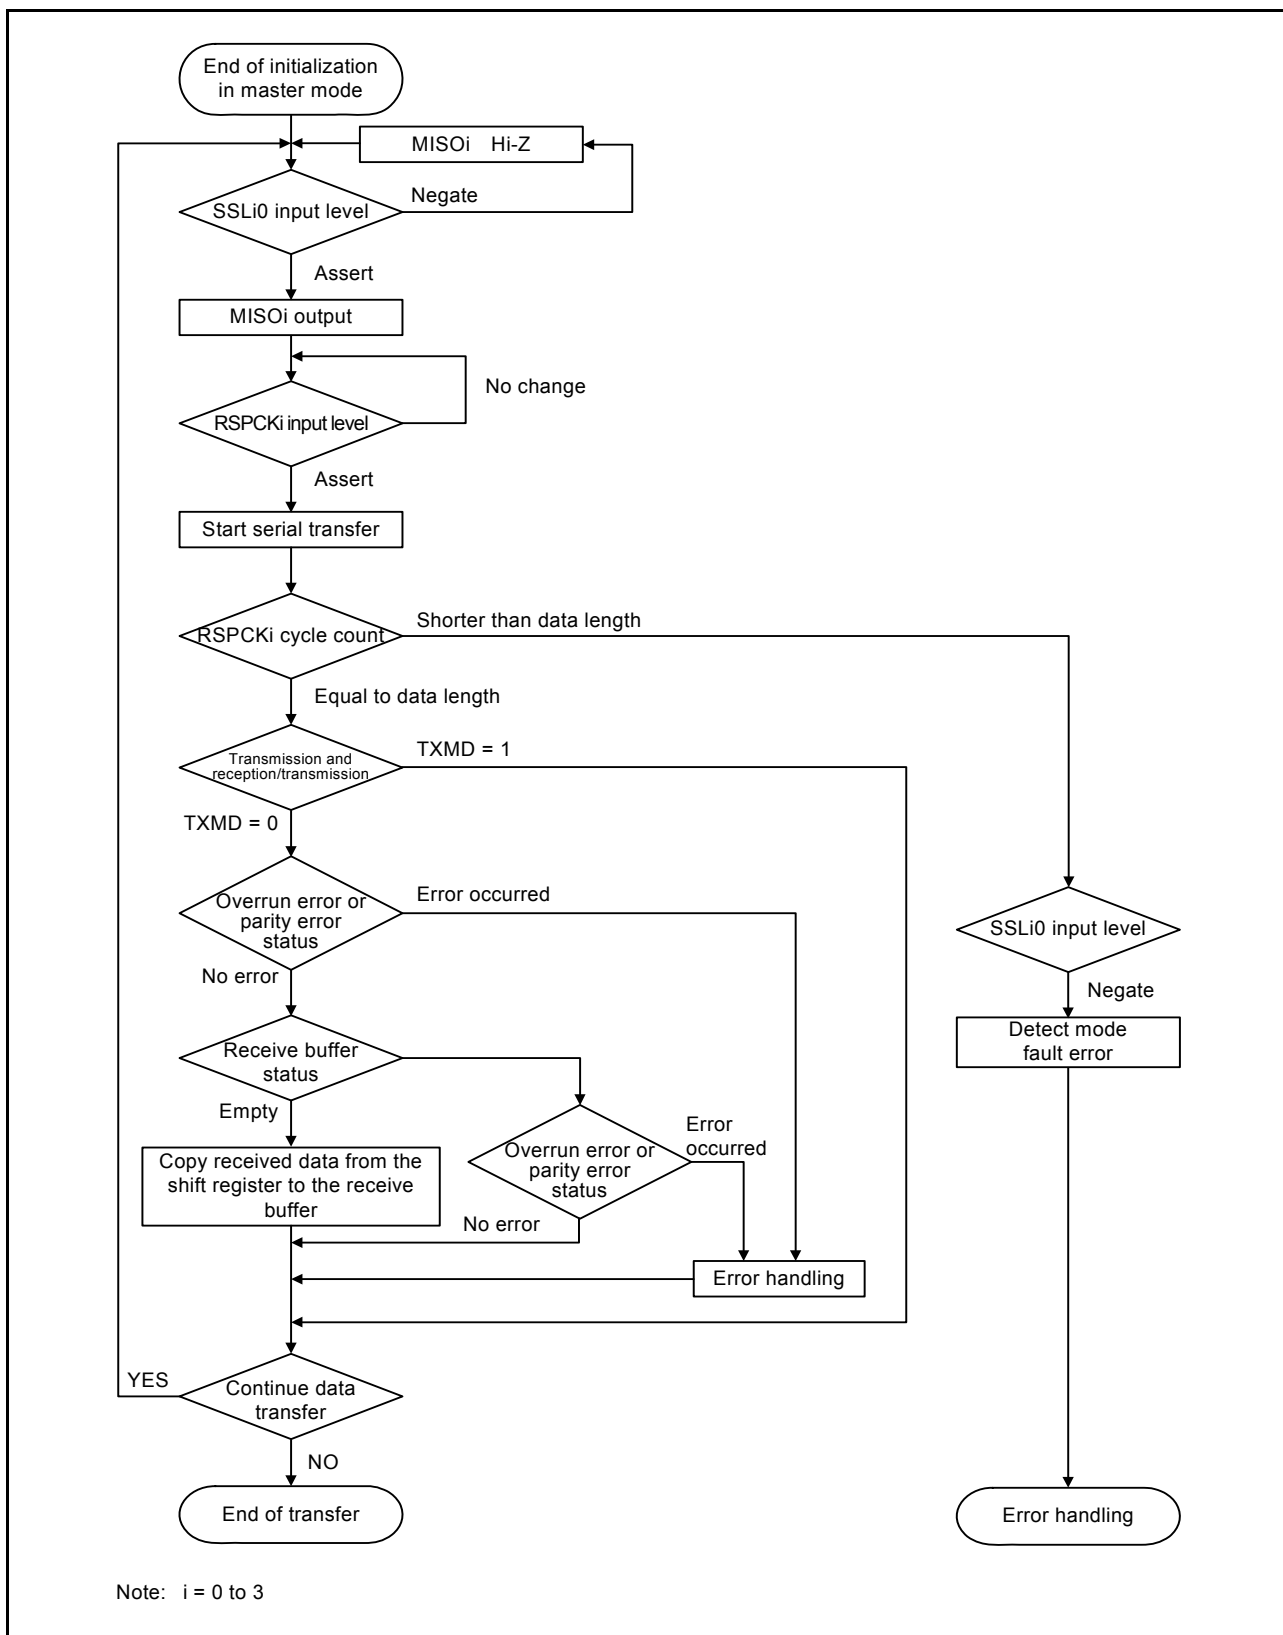 End of initialization
in master mode
MISOi Hi-Z
SSLi0 input level
Negate
Assert
MISOi output
No change
RSPCKi input level
Assert
Start serial transfer
RSPCKi cycle count
Shorter than data length
Equal to data length
Transmission and
reception/transmission
TXMD = 1
TXMD = 0
Overrun error or
parity error
status
Error occurred
SSLi0 input level
No error
Negate
Detect mode
fault error
Receive buffer
status
Empty
Error
occurred
Overrun error or
parity error
status
Copy received data from the
shift register to the receive
buffer
No error
Error handling
YES
Continue data
transfer
NO
End of transfer
Error handling
Note: i = 0 to 3